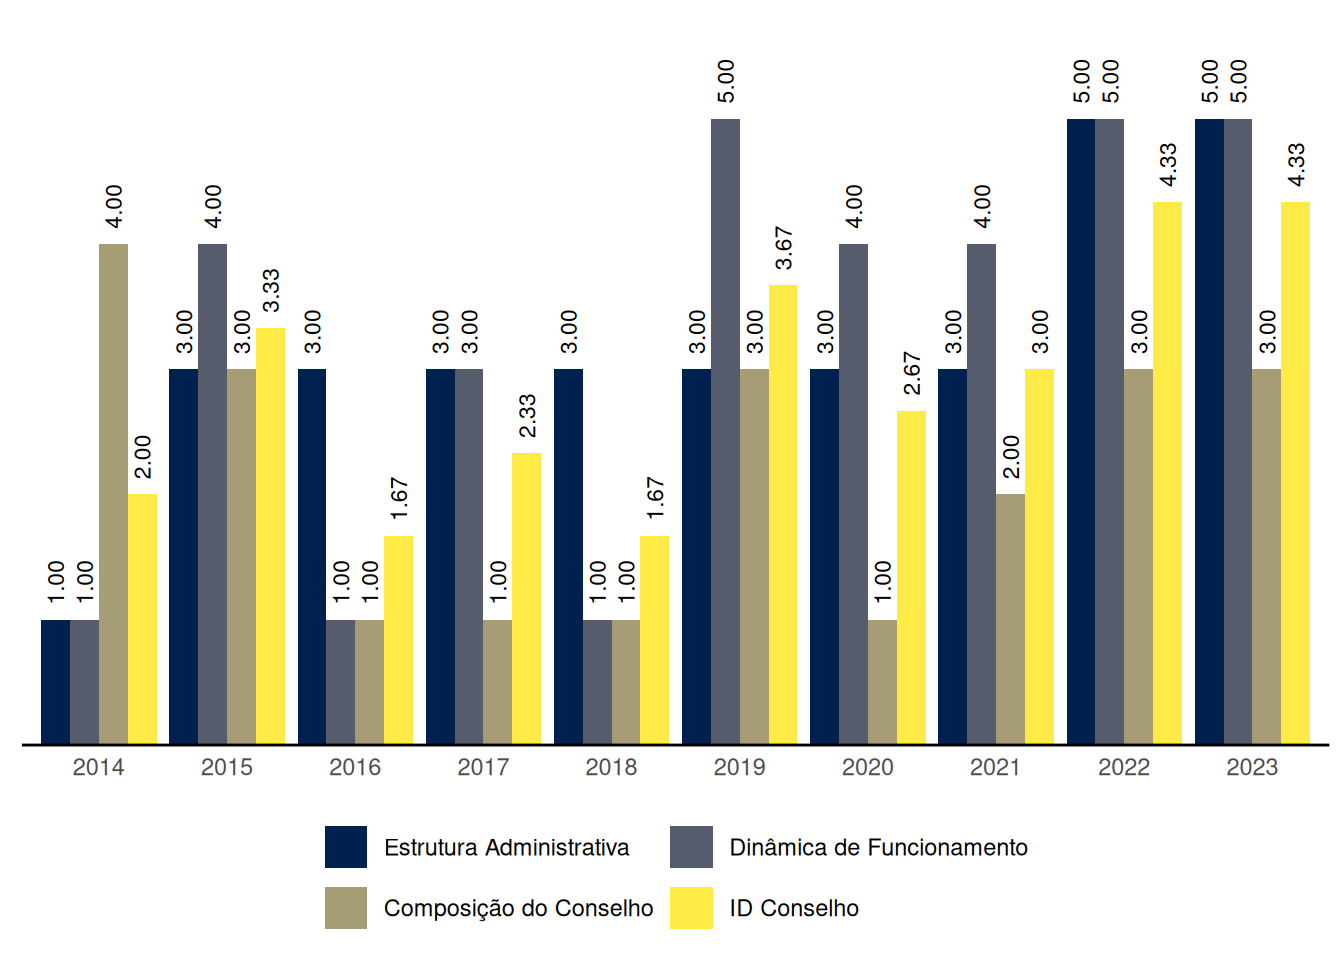 5.00 5.00 5.00 5.00 5.00
4.33 4.33
4.00 4.00 4.00 4.00
3.67
3.33
3.00 3.00 3.00 3.00 3.00 3.00 3.00 3.00 3.00 3.00 3.00 3.00 3.00
2.67
2.33
2.00 2.00
1.67 1.67
1.00 1.00 1.00 1.00 1.00 1.00 1.00 1.00
2014 2015 2016 2017 2018 2019 2020 2021 2022 2023
Estrutura Administrativa Dinâmica de Funcionamento
Composição do Conselho ID Conselho